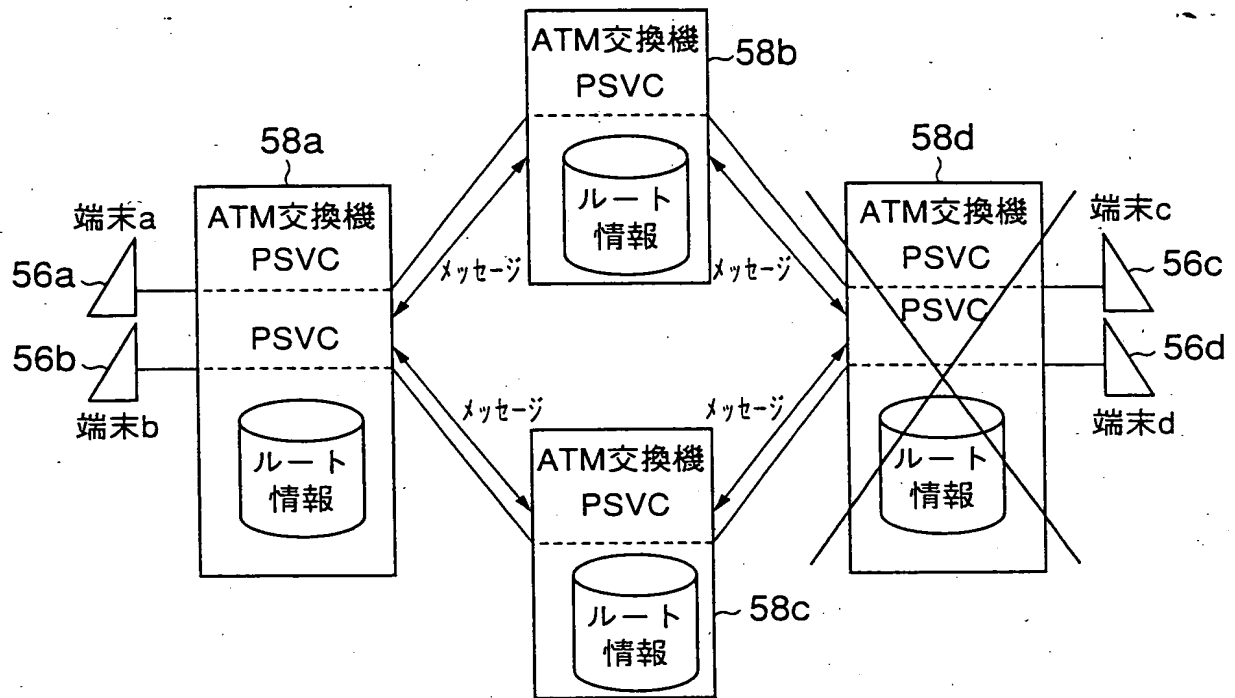 ATM交換機
PSVC
58b
ルート
情報
58a
ATM交換機
PSVC
PSVC
ルート
情報
端末a
56a
56b
端末b
メッセージ
メッセージ
メッセージ
メッセージ
58d
ATM交換機
PSVC
PSVC
ルート
情報
端末c
56c
56d
端末d
ATM交換機
PSVC
ルート
情報
58c